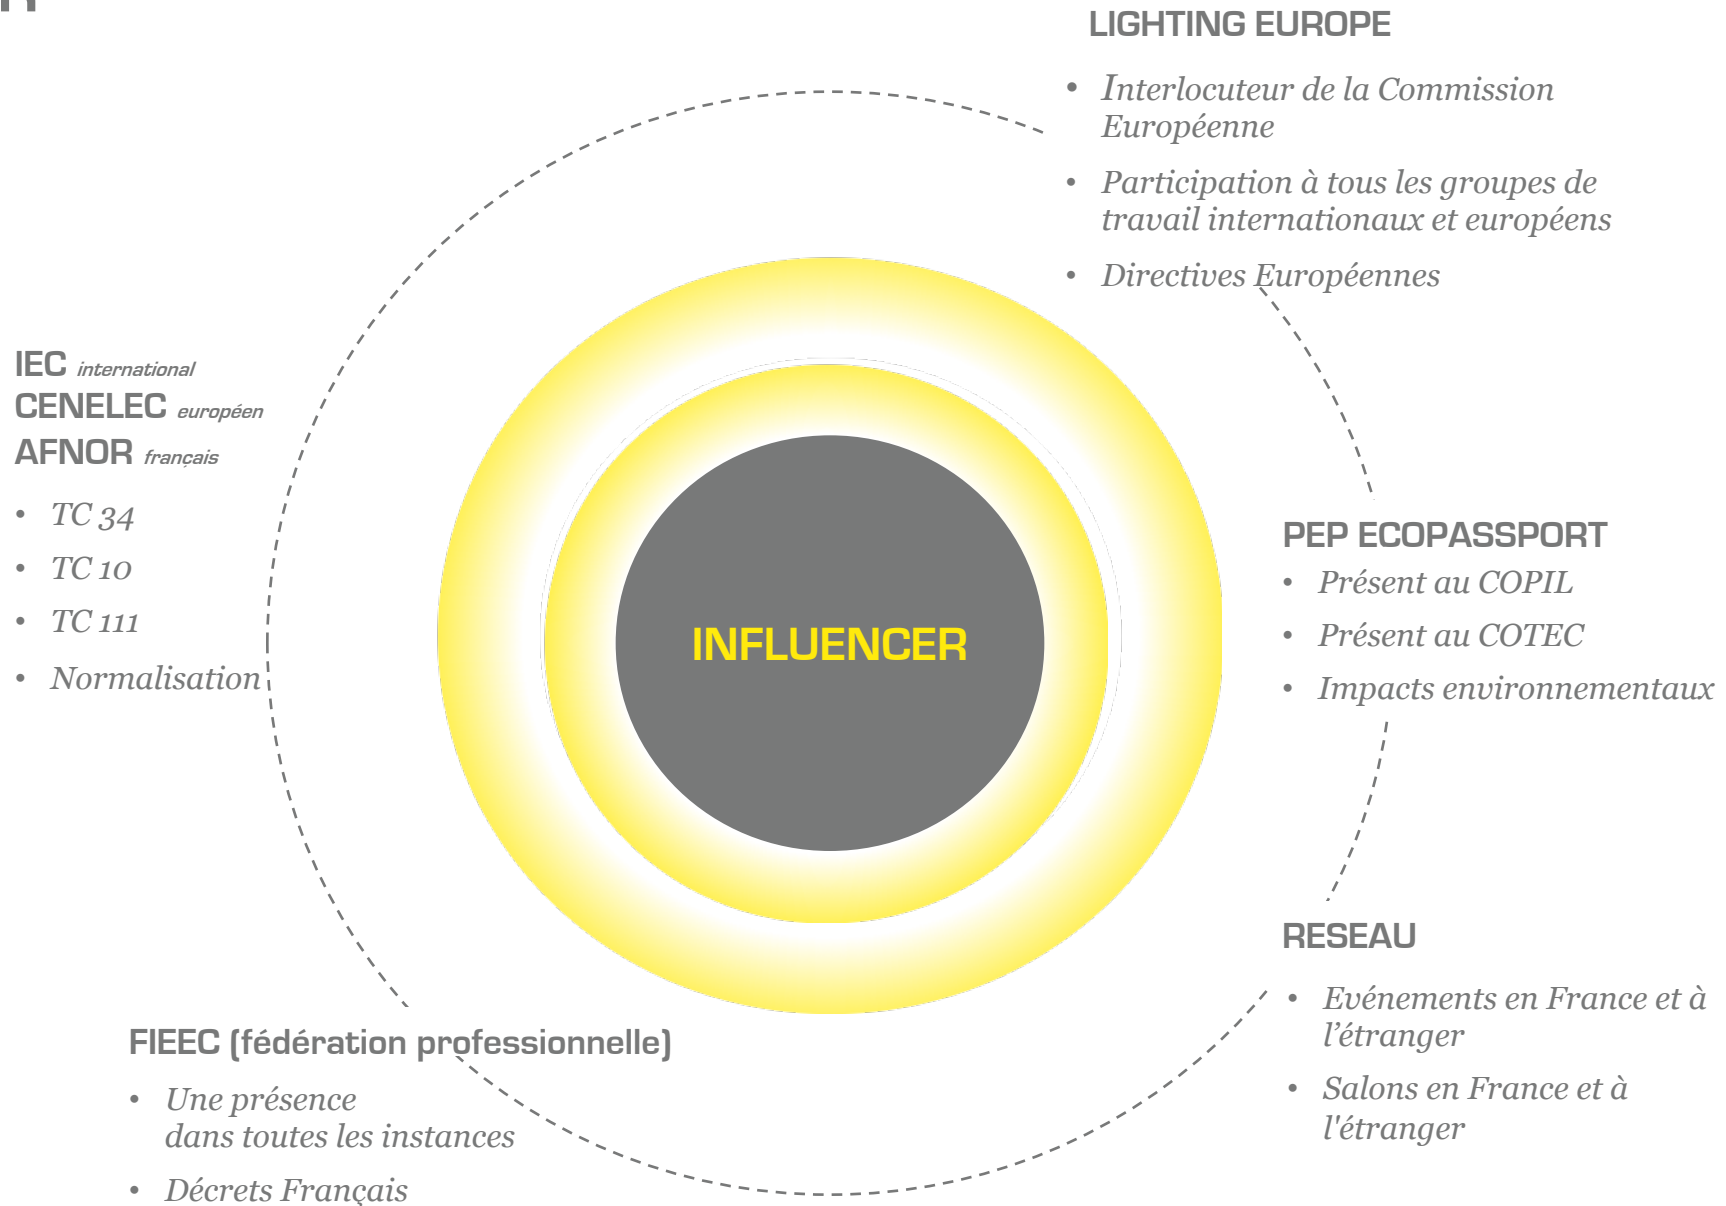 LIGHTING EUROPE
• Interlocuteur de la Commission
Européenne
• Participation à tous les groupes de
travail internationaux et européens
• Directives Européennes
IEC international
CENELEC européen
AFNOR français
• TC 34
• TC 10
• TC 111
• Normalisation
INFLUENCER
PEP ECOPASSPORT
• Présent au COPIL
• Présent au COTEC
• Impacts environnementaux
RESEAU
• Evénements en France et à
l’étranger
• Salons en France et à
l'étranger
FIEEC (fédération professionnelle)
• Une présence
dans toutes les instances
• Décrets Français